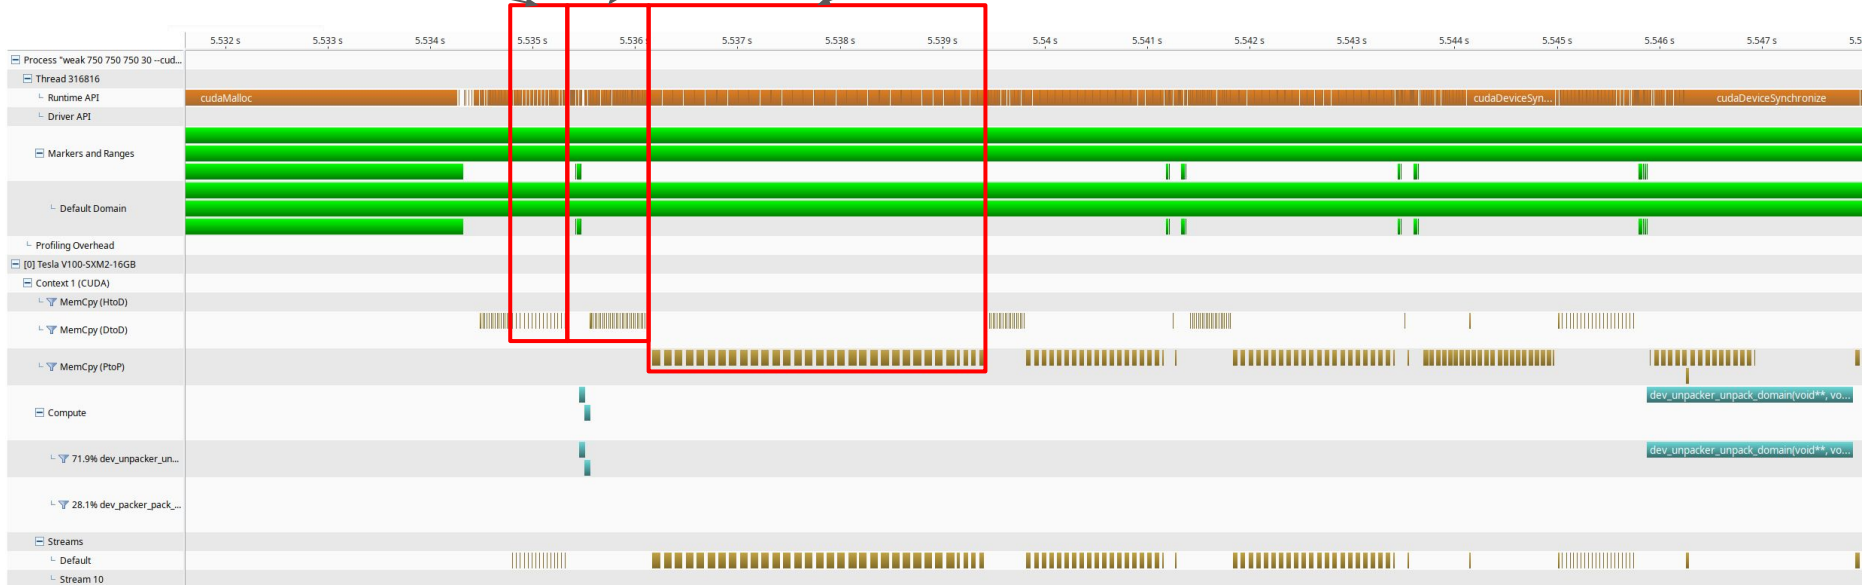 5.532 s 5.533 s 5.534 s 5.535 s 5.536 s 5.537 s 5.538 s 5.539 s 5.54 s 5.541 s 5.542 s 5.543 s 5.544 s 5.545 s 5.546 s 5.547 s 5.5
Process "weak 750 750 750 30 --cud...
Thread 316816
Runtime API cudaMalloc cudaDeviceSyn... cudaDeviceSynchronize
Driver API
Markers and Ranges
Default Domain
Profiling Overhead
[0] Tesla V100-SXM2-16GB
Context 1 (CUDA)
MemCpy (HtoD)
MemCpy (DtoD)
MemCpy (PtoP)
dev_unpacker_unpack_domain(void**, vo...
Compute
71.9% dev_unpacker_un... dev_unpacker_unpack_domain(void**, vo...
28.1% dev_packer_pack_...
Streams
Default
Stream 10